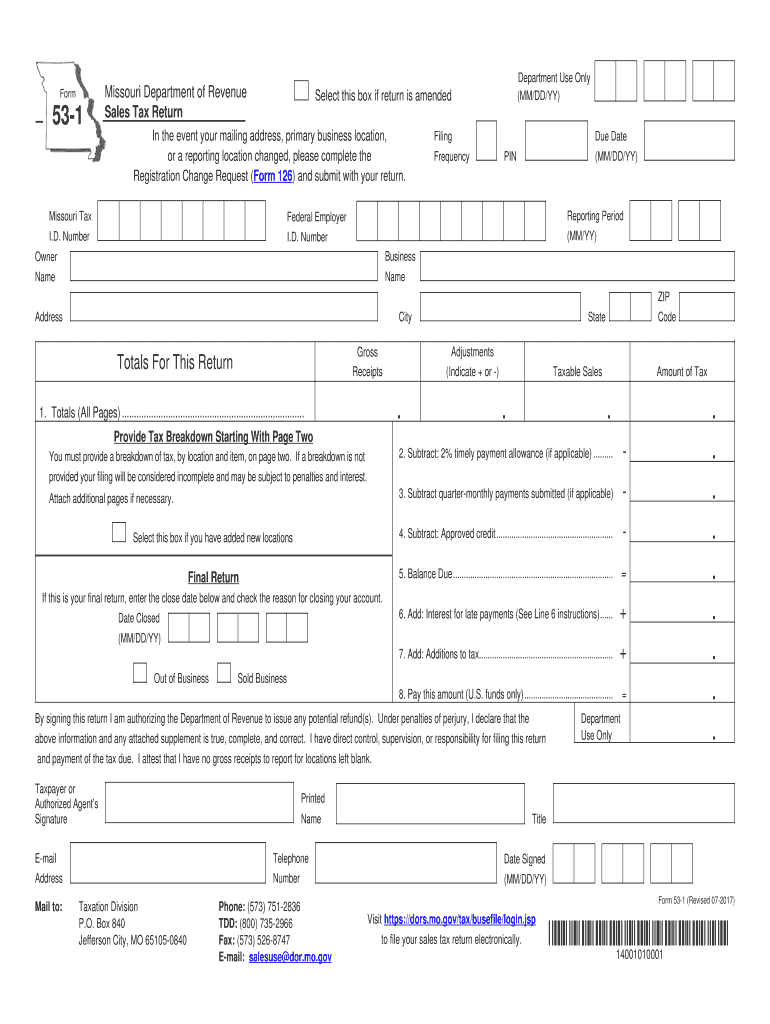 Form
53-1
Missouri Department of Revenue
Sales Tax Return
Select this box if return is amended
Department Use Only
(MM/DD/YY)
In the event your mailing address, primary business location,
or a reporting location changed, please complete the
Registration Change Request (Form 126) and submit with your return.
Filing
Frequency
PIN
Due Date
(MM/DD/YY)
Missouri Tax
I.D. Number
Federal Employer
I.D. Number
Reporting Period
(MM/YY)
Owner
Name
Business
Name
Address
City
State
ZIP
Code
Totals For This Return
Gross
Receipts
Adjustments
(Indicate + or -)
Taxable Sales
Amount of Tax
1. Totals (All Pages) ....................................................................... . . . .
Provide Tax Breakdown Starting With Page Two
You must provide a breakdown of tax, by location and item, on page two. If a breakdown is not
provided your filing will be considered incomplete and may be subject to penalties and interest.
Attach additional pages if necessary.
Select this box if you have added new locations
Final Return
If this is your final return, enter the close date below and check the reason for closing your account.
Date Closed
(MM/DD/YY)
Out of Business
Sold Business
2. Subtract: 2% timely payment allowance (if applicable) ......... - .
3. Subtract quarter-monthly payments submitted (if applicable) - .
4. Subtract: Approved credit ...................................................... - .
5. Balance Due .......................................................................... = .
6. Add: Interest for late payments (See Line 6 instructions) ...... + .
7. Add: Additions to tax.............................................................. + .
8. Pay this amount (U.S. funds only) ......................................... = .
By signing this return I am authorizing the Department of Revenue to issue any potential refund(s). Under penalties of perjury, I declare that the
above information and any attached supplement is true, complete, and correct. I have direct control, supervision, or responsibility for filing this return
and payment of the tax due. I attest that I have no gross receipts to report for locations left blank.
Department
Use Only .
Taxpayer or
Authorized Agent's
Signature
Printed
Name
Title
E-mail
Address
Telephone
Number
Date Signed
(MM/DD/YY)
Form 53-1 (Revised 07-2017)
Mail to:
Taxation Division
P.O. Box 840
Jefferson City, MO 65105-0840
Phone: (573) 751-2836
TDD: (800) 735-2966
Fax: (573) 526-8747
E-mail: salesuse@dor.mo.gov
Visit https://dors.mo.gov/tax/busefile/login.jsp
to file your sales tax return electronically.
14001010001